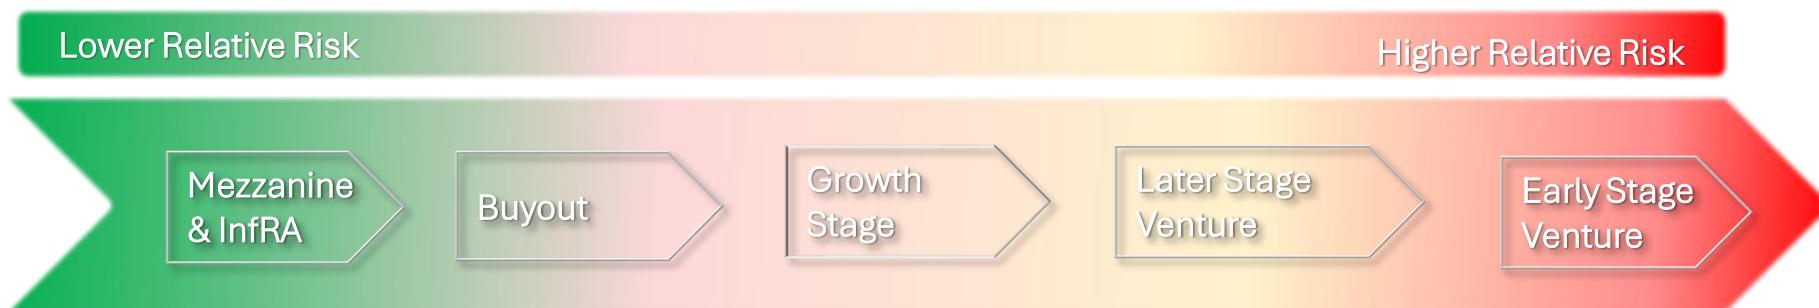 Lower Relative Risk
Higher Relative Risk
Mezzanine
& InfRA
Buyout
Growth
Stage
Later Stage
Venture
Early Stage
Venture